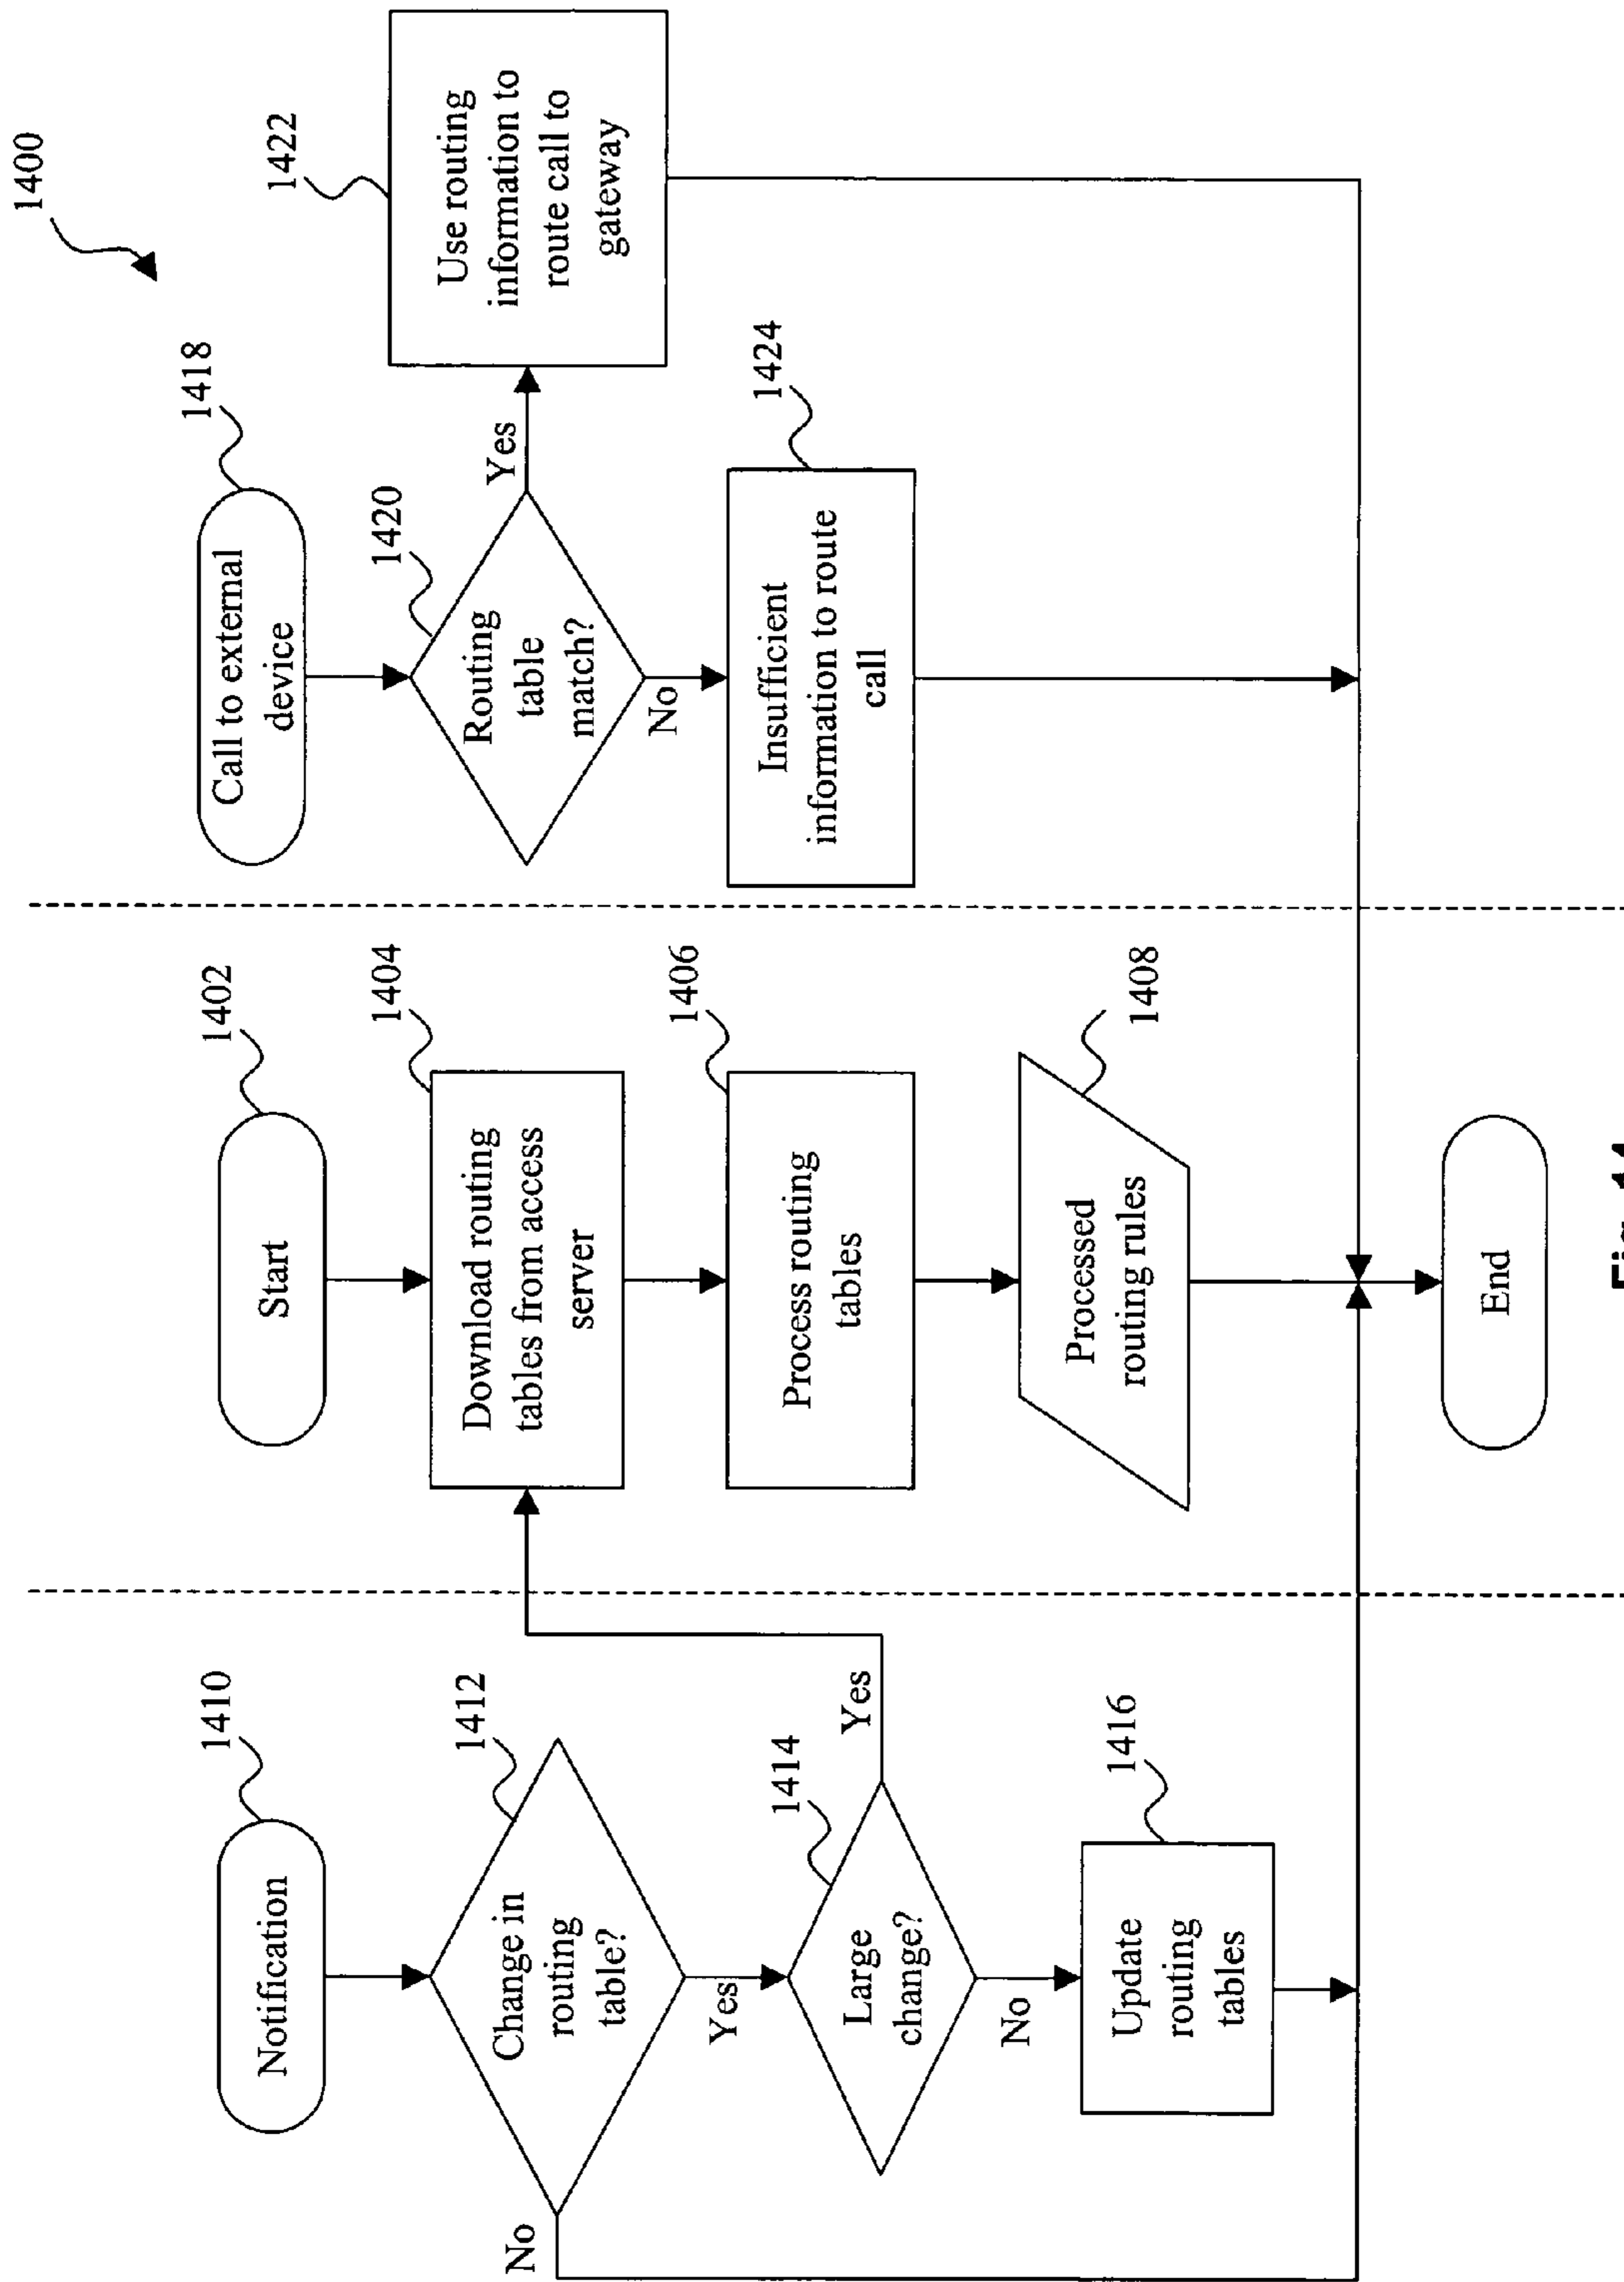 1400
1410
Notification
1412
Change in
routing
table?
No
Yes
1414
Large
change?
Yes
No
1416
Update
routing
tables
1402
Start
1404
Download routing
tables from access
server
1406
Process routing
tables
1408
Processed
routing rules
End
1418
Call to external
device
1420
Routing
table
match?
Yes
No
1422
Use routing
information to
route call to
gateway
1424
Insufficient
information to route
call